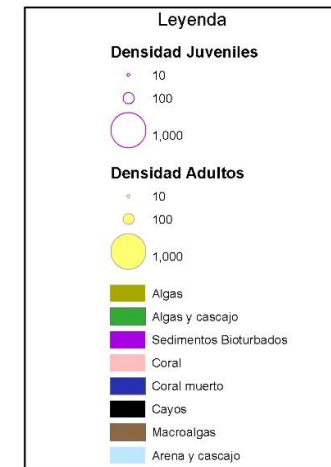 Leyenda
Densidad Juveniles
10
100
1,000
Densidad Adultos
10
100
1,000
Algas
Algas y cascajo
Sedimentos Bioturbados
Coral
Coral muerto
Cayos
Macroalgas
Arena y cascajo